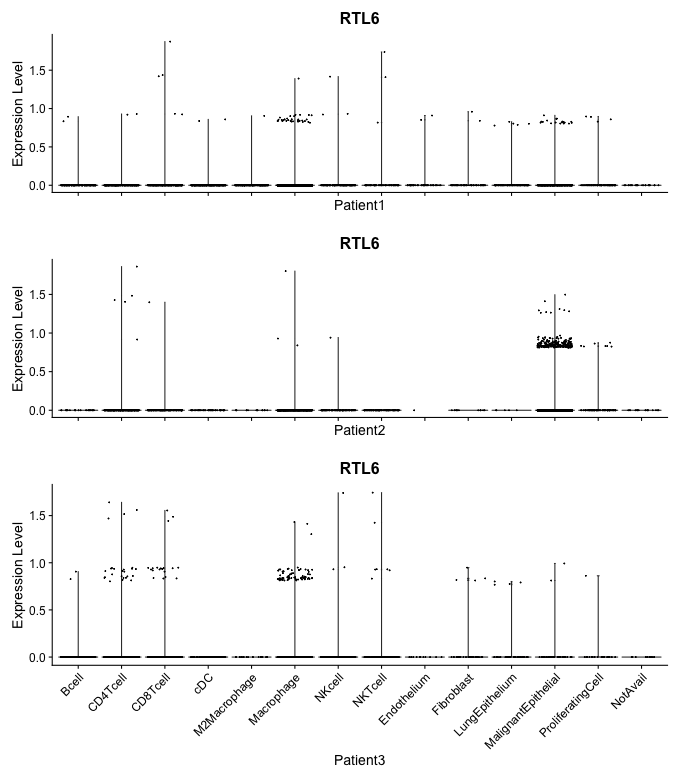 RTL6
Expression Level
1.5
1.0
0.5
0.0
Patient1
RTL6
Expression Level
1.5
1.0
0.5
0.0
Patient2
RTL6
Expression Level
1.5
1.0
0.5
0.0
Bcell
CD4Tcell
CD8Tcell
cDC
M2Macrophage
Macrophage
NKcell
NKTcell
Endothelium
Fibroblast
LungEpithelium
MalignantEpithelial
ProliferatingCell
NotAvail
Patient3